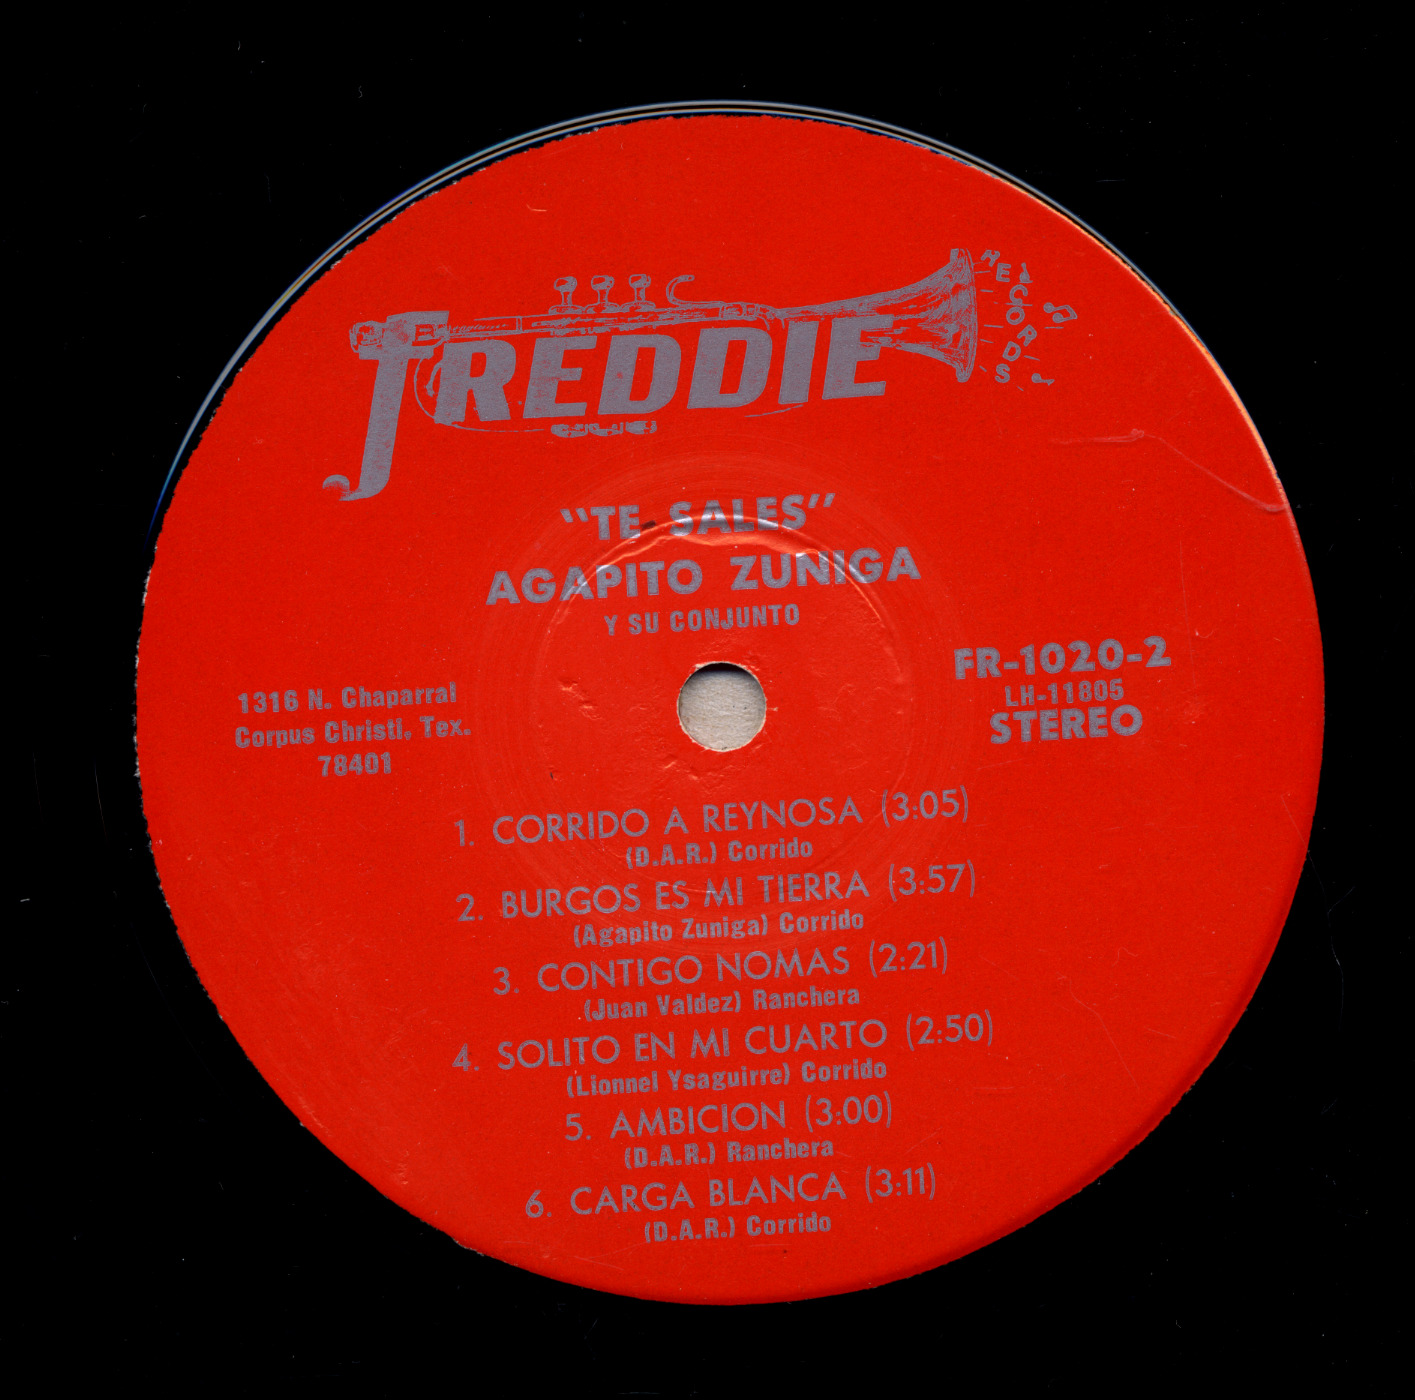 FREDDIE
RECORDS
"TE SALES"
AGAPITO ZUNIGA
Y SU CONJUNTO
1316 N. Chaparral
Corpus Christi, Tex.
78401
FR-1020-2
LH-11805
STEREO
1. CORRIDO A REYNOSA (3:05)
(D.A.R.) Corrido
2. BURGOS ES MI TIERRA (3:57)
(Agapito Zuniga) Corrido
3. CONTIGO NOMAS (2:21)
(Juan Valdez) Ranchera
4. SOLITO EN MI CUARTO (2:50)
(Lionnel Ysaguirre) Corrido
5. AMBICION (3:00)
(D.A.R.) Ranchera
6. CARGA BLANCA (3:11)
(D.A.R.) Corrido